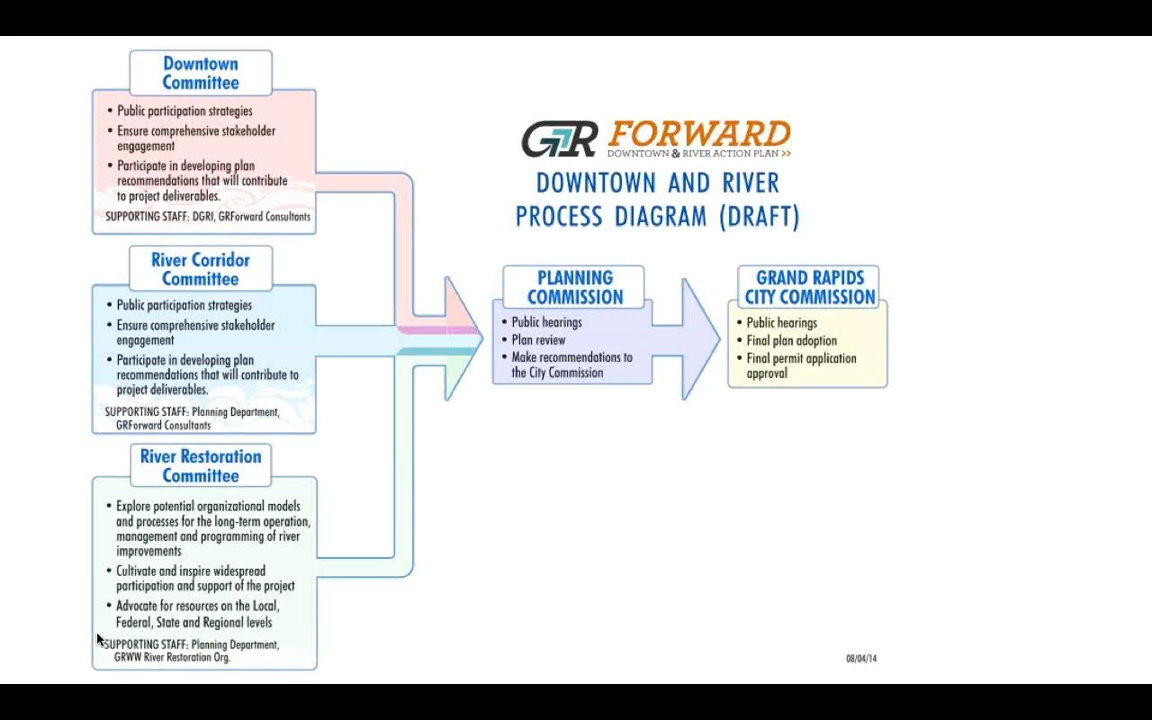 Downtown
Committee
• Public participation strategies
• Ensure comprehensive stakeholder
engagement
• Participate in developing plan
recommendations that will contribute
to project deliverables.
SUPPORTING STAFF: DGRI, GRForward Consultants
River Corridor
Committee
• Public participation strategies
• Ensure comprehensive stakeholder
engagement
• Participate in developing plan
recommendations that will contribute to
project deliverables.
SUPPORTING STAFF: Planning Department,
GRForward Consultants
River Restoration
Committee
• Explore potential organizational models
and processes for the long-term operation,
management and programming of river
improvements
• Cultivate and inspire widespread
participation and support of the project
• Advocate for resources on the Local,
Federal, State and Regional levels
SUPPORTING STAFF: Planning Department,
GRWW River Restoration Org.
GR FORWARD
DOWNTOWN & RIVER ACTION PLAN >>
DOWNTOWN AND RIVER
PROCESS DIAGRAM (DRAFT)
PLANNING
COMMISSION
• Public hearings
• Plan review
• Make recommendations to
the City Commission
GRAND RAPIDS
CITY COMMISSION
• Public hearings
• Final plan adoption
• Final permit application
approval
08/04/14